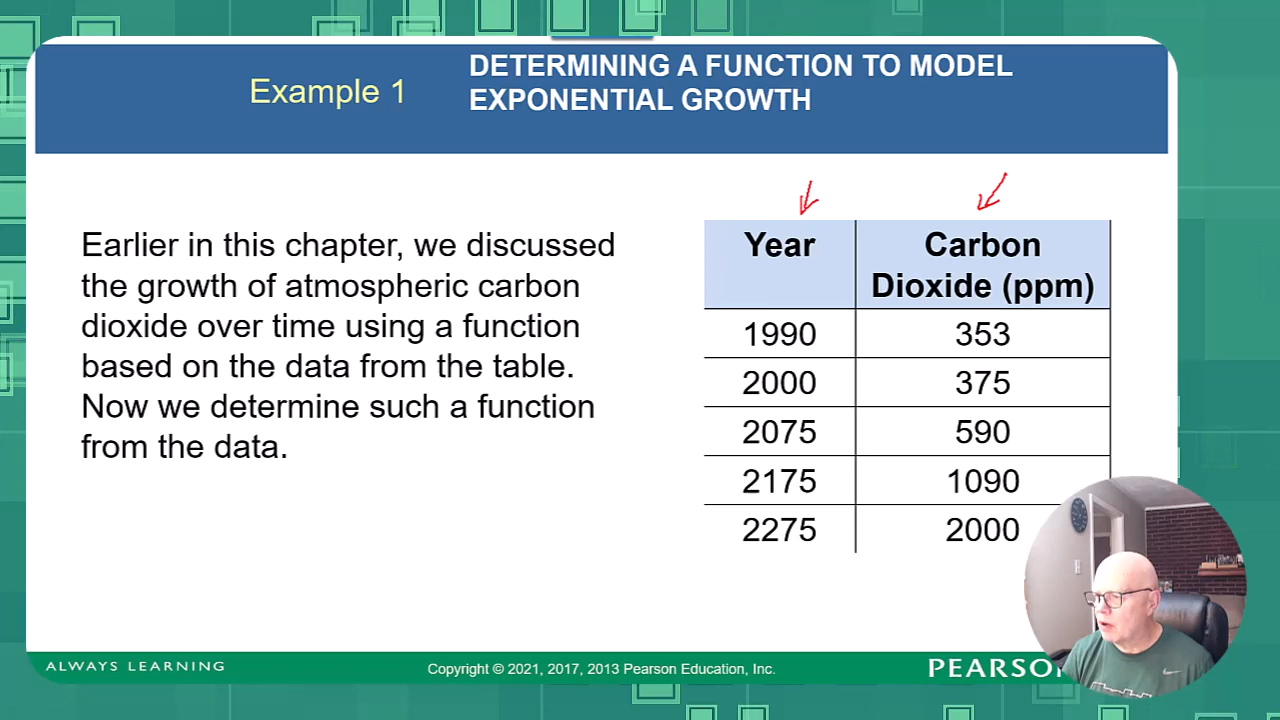 Example 1
DETERMINING A FUNCTION TO MODEL
EXPONENTIAL GROWTH
Earlier in this chapter, we discussed
the growth of atmospheric carbon
dioxide over time using a function
based on the data from the table.
Now we determine such a function
from the data.
Year Carbon
Dioxide (ppm)
1990 353
2000 375
2075 590
2175 1090
2275 2000
ALWAYS LEARNING
Copyright © 2021, 2017, 2013 Pearson Education, Inc.
PEARSON